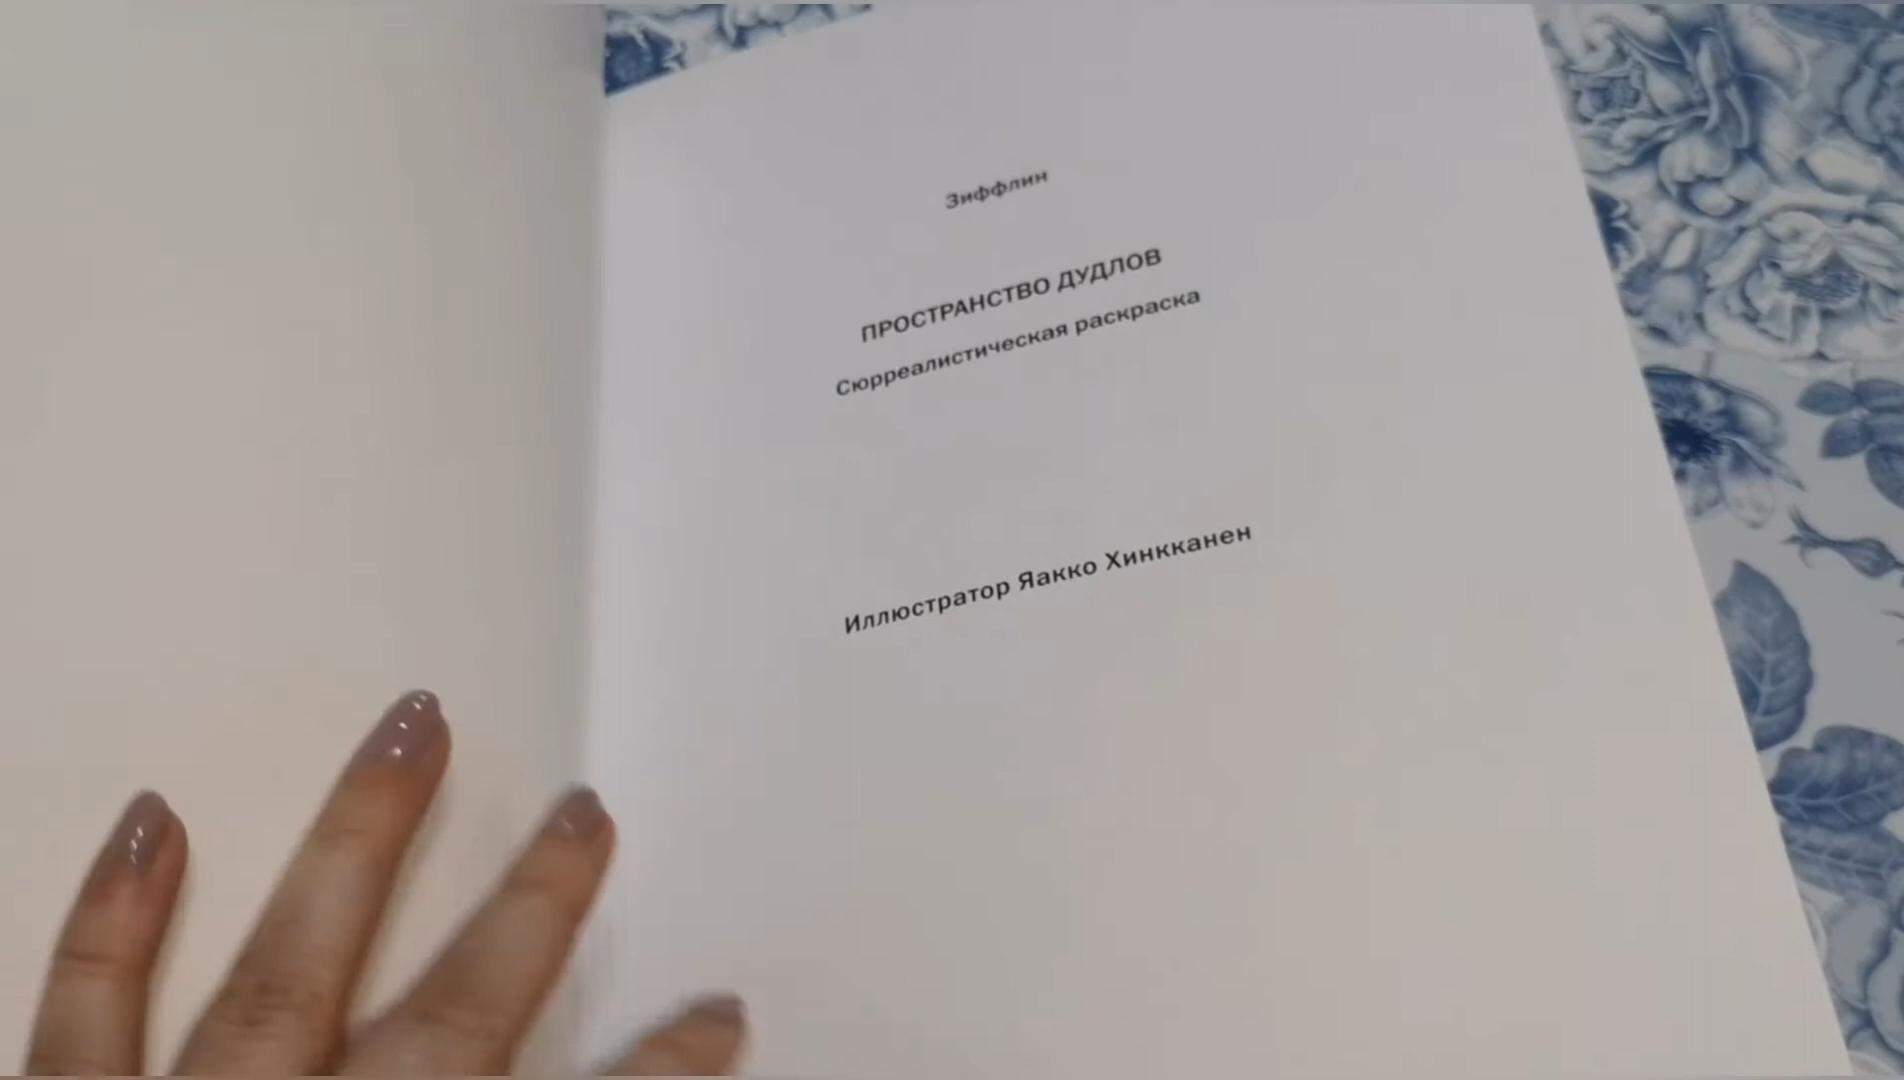 Зиффлин
ПРОСТРАНСТВО ДУДЛОВ
Сюрреалистическая раскраска
Иллюстратор Яакко Хинкканен